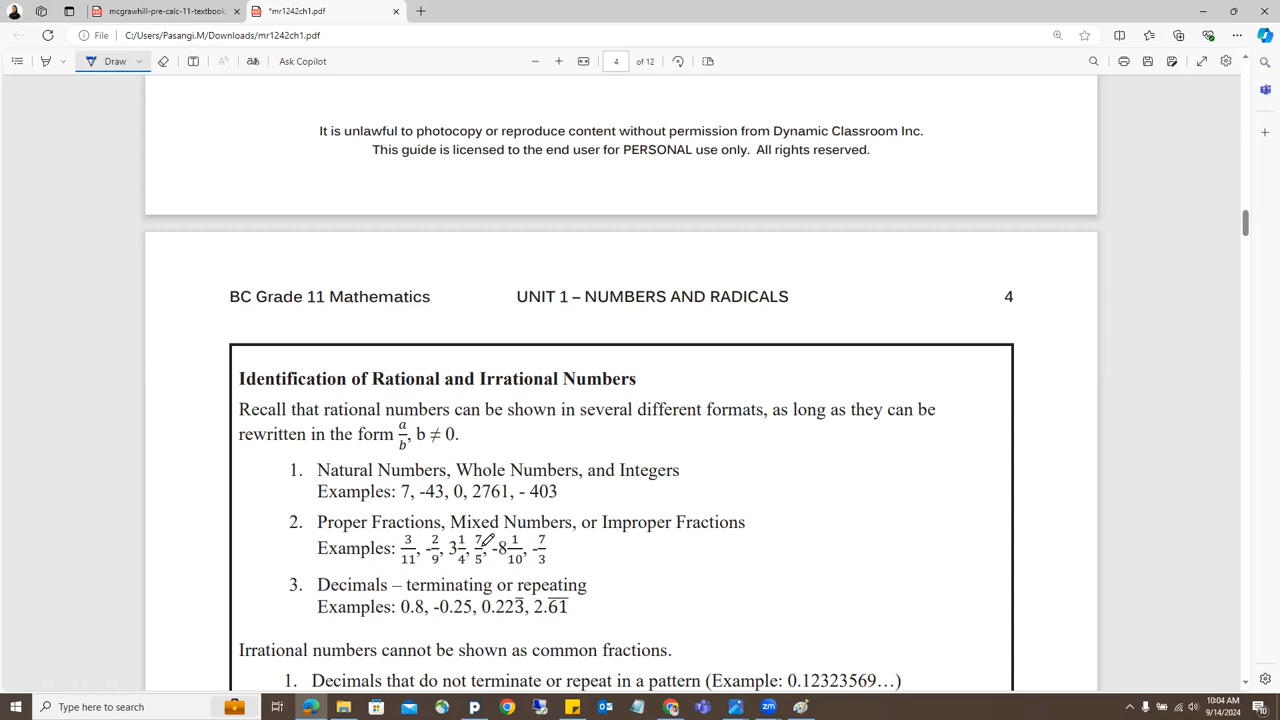 mcgrawhill-pre-calc-11-textbook
*mr1242ch1.pdf
File
C:/Users/Pasangi.M/Downloads/mr1242ch1.pdf
Draw
Ask Copilot
4 of 12
It is unlawful to photocopy or reproduce content without permission from Dynamic Classroom Inc.
This guide is licensed to the end user for PERSONAL use only. All rights reserved.
BC Grade 11 Mathematics UNIT 1 – NUMBERS AND RADICALS 4
Identification of Rational and Irrational Numbers
Recall that rational numbers can be shown in several different formats, as long as they can be
rewritten in the form a/b, b ≠ 0.
1. Natural Numbers, Whole Numbers, and Integers
Examples: 7, -43, 0, 2761, - 403
2. Proper Fractions, Mixed Numbers, or Improper Fractions
Examples: 3/11, -2/9, 3 1/4, 7/5, -8 1/10, -7/3
3. Decimals – terminating or repeating
Examples: 0.8, -0.25, 0.223̅, 2.6̅1̅
Irrational numbers cannot be shown as common fractions.
1. Decimals that do not terminate or repeat in a pattern (Example: 0.12323569…)
Type here to search
10:04 AM
9/14/2024